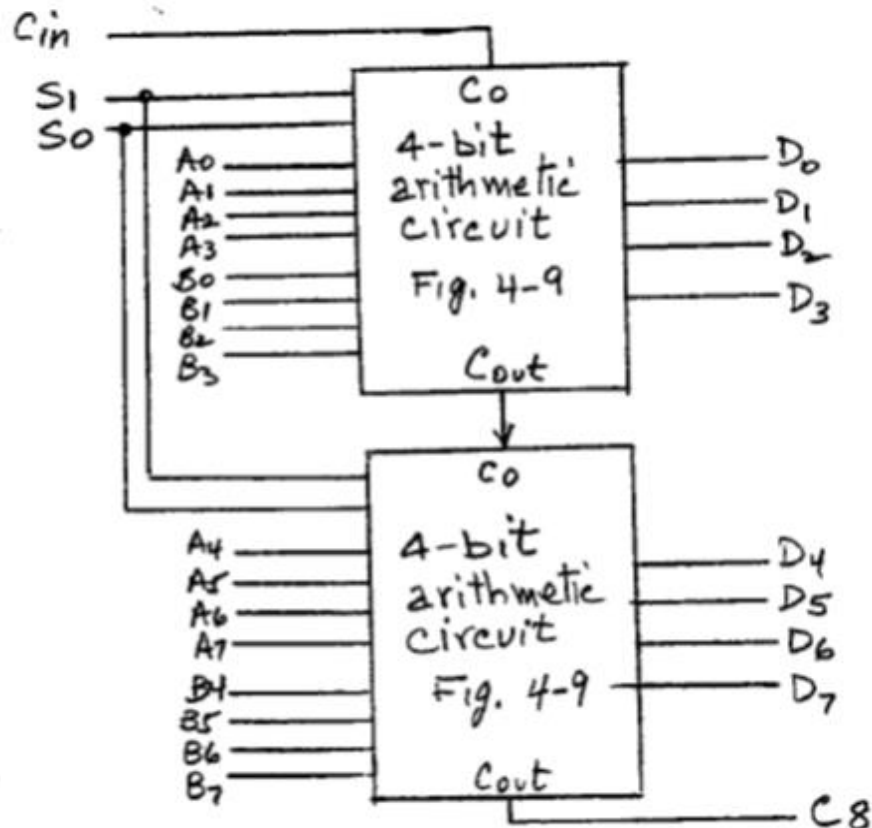 Cin
S1
S0
C0
4-bit
arithmetic
circuit
Fig. 4-9
Cout
A0
A1
A2
A3
B0
B1
B2
B3
D0
D1
D2
D3
C0
4-bit
arithmetic
circuit
Fig. 4-9
Cout
A4
A5
A6
A7
B4
B5
B6
B7
D4
D5
D6
D7
C8